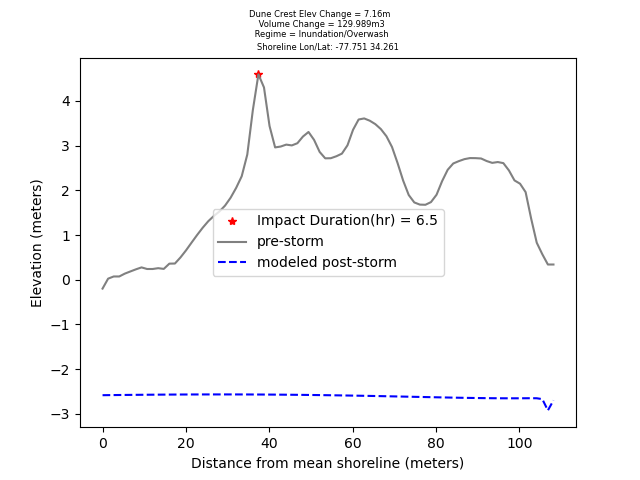 Dune Crest Elev Change = 7.16m
Volume Change = 129.989m3
Regime = Inundation/Overwash
Shoreline Lon/Lat: -77.751 34.261
4
3
2
1
0
−1
−2
−3
Elevation (meters)
Impact Duration(hr) = 6.5
pre-storm
modeled post-storm
0 20 40 60 80 100
Distance from mean shoreline (meters)